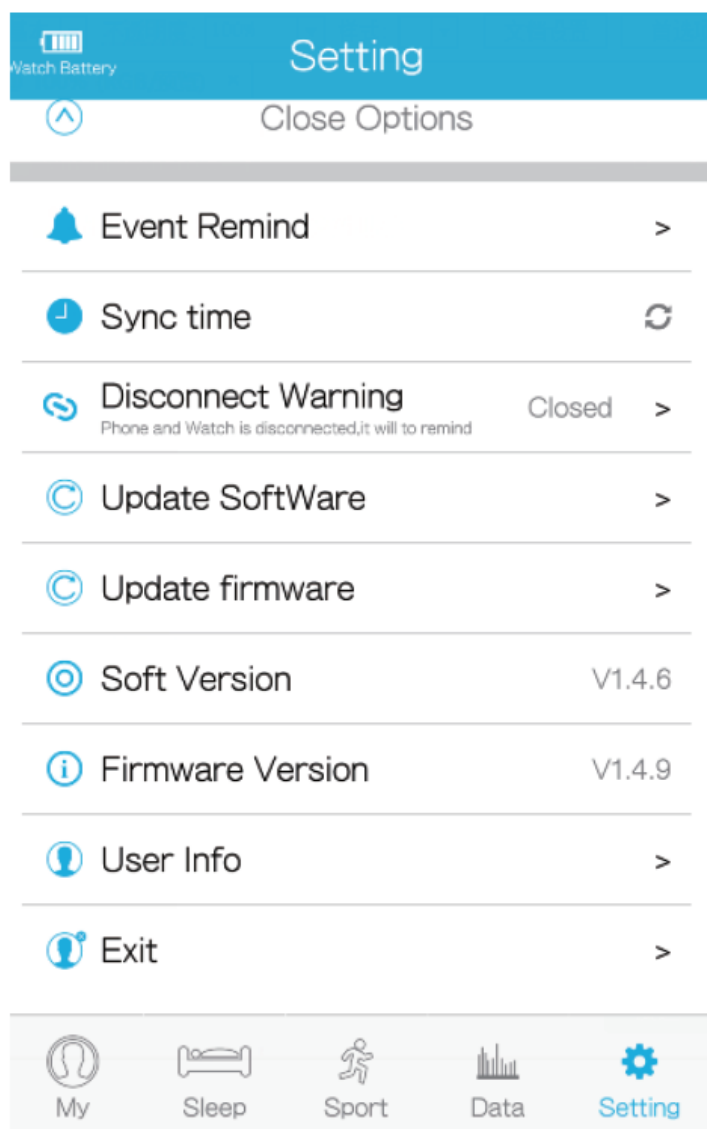 Setting
Watch Battery
Close Options
Event Remind >
Sync time
Disconnect Warning Closed >
Phone and Watch is disconnected,it will to remind
Update SoftWare >
Update firmware >
Soft Version V1.4.6
Firmware Version V1.4.9
User Info >
Exit >
My Sleep Sport Data Setting